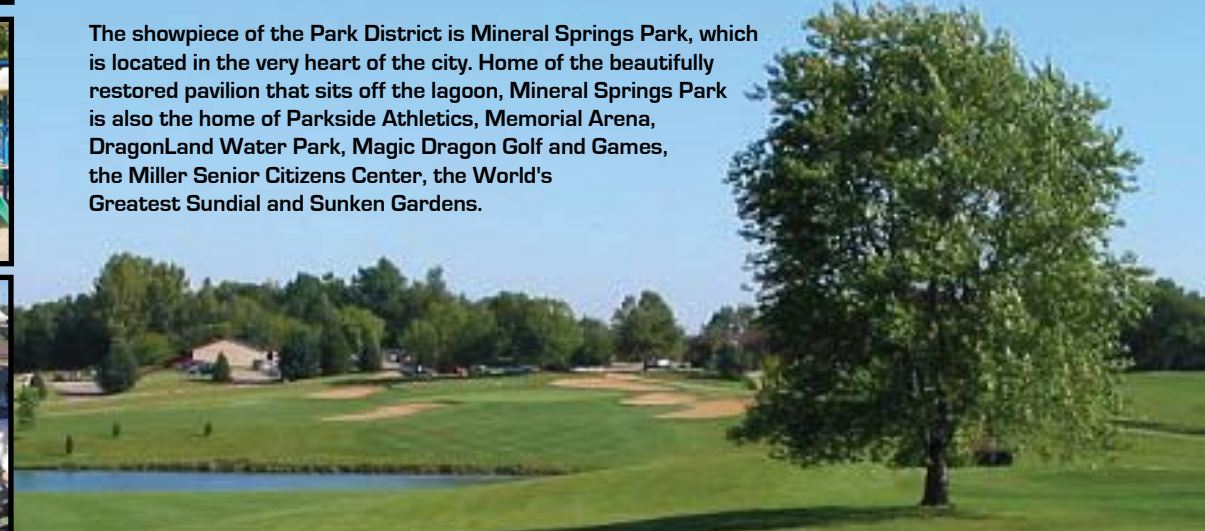 The showpiece of the Park District is Mineral Springs Park, which
is located in the very heart of the city. Home of the beautifully
restored pavilion that sits off the lagoon, Mineral Springs Park
is also the home of Parkside Athletics, Memorial Arena,
DragonLand Water Park, Magic Dragon Golf and Games,
the Miller Senior Citizens Center, the World's
Greatest Sundial and Sunken Gardens.